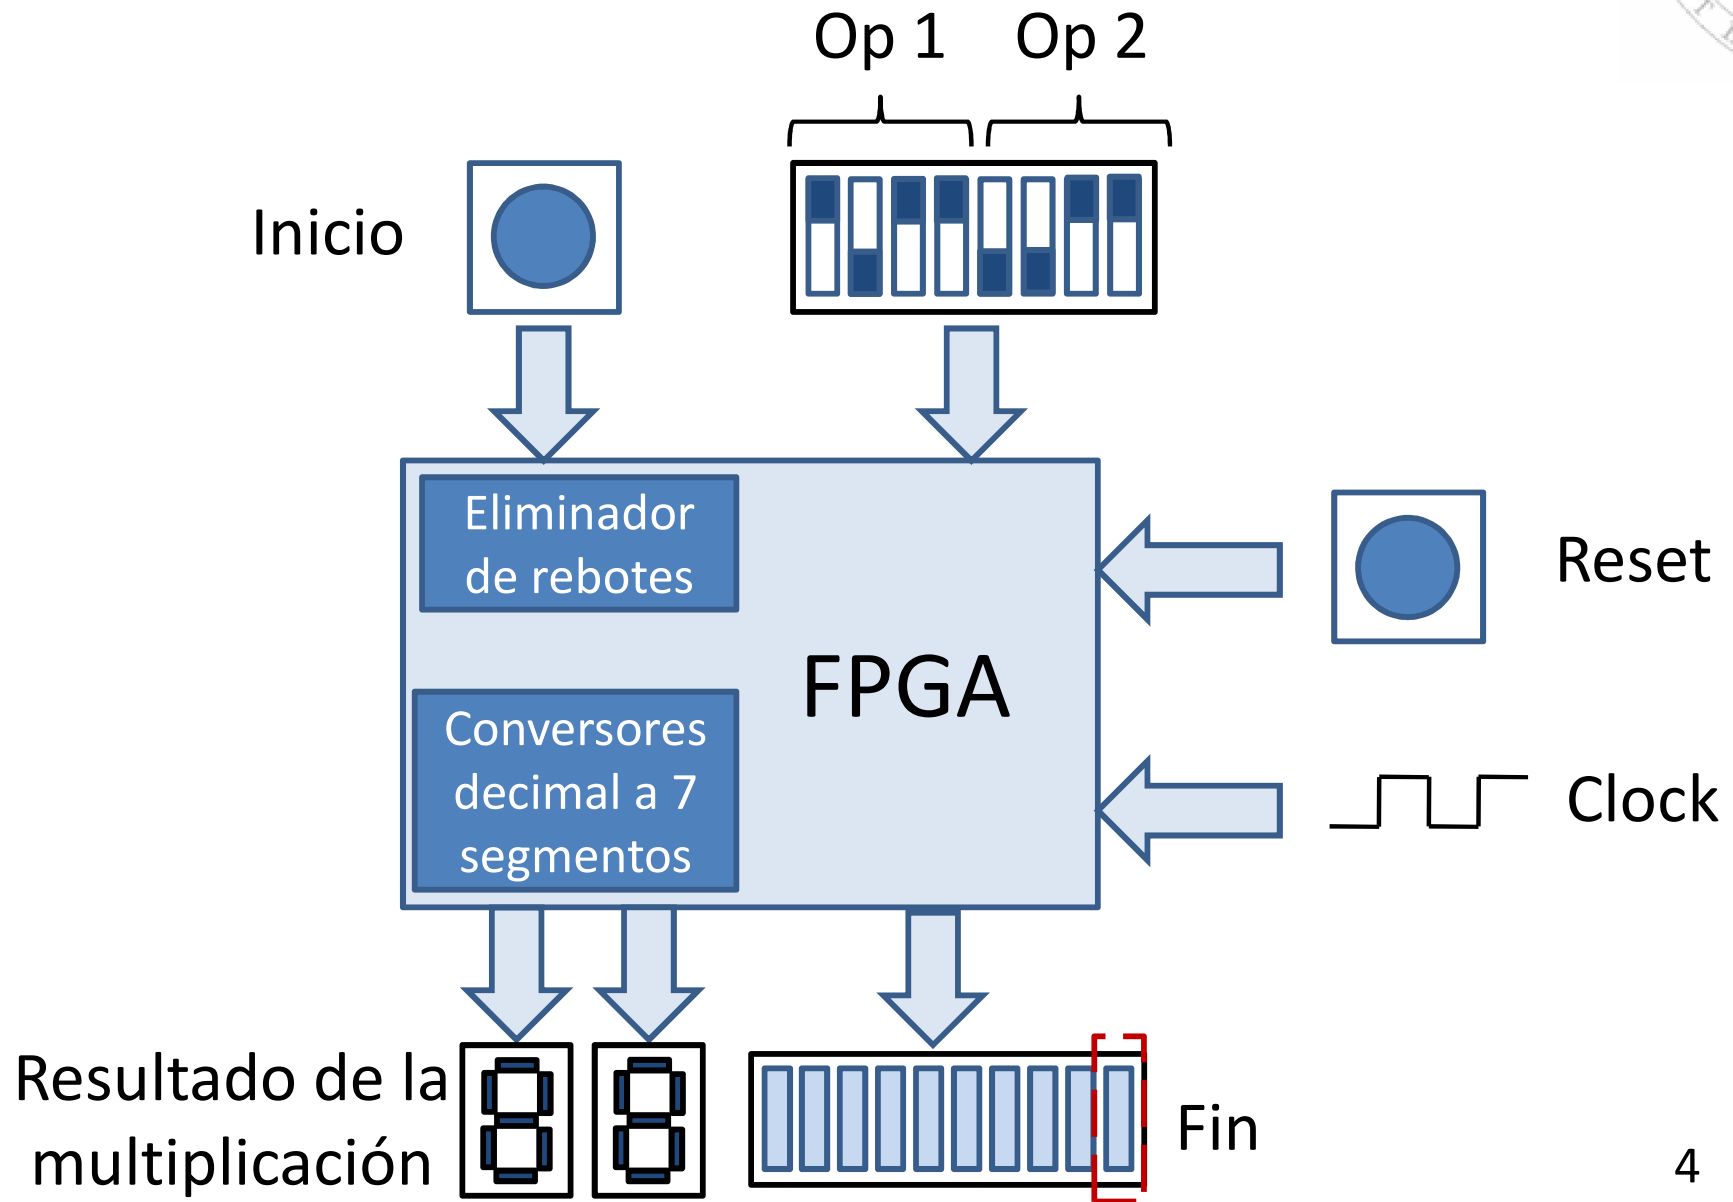 Op 1
Op 2
Inicio
Eliminador
de rebotes
Reset
FPGA
Conversores
decimal a 7
segmentos
Clock
Resultado de la
multiplicación
Fin
4